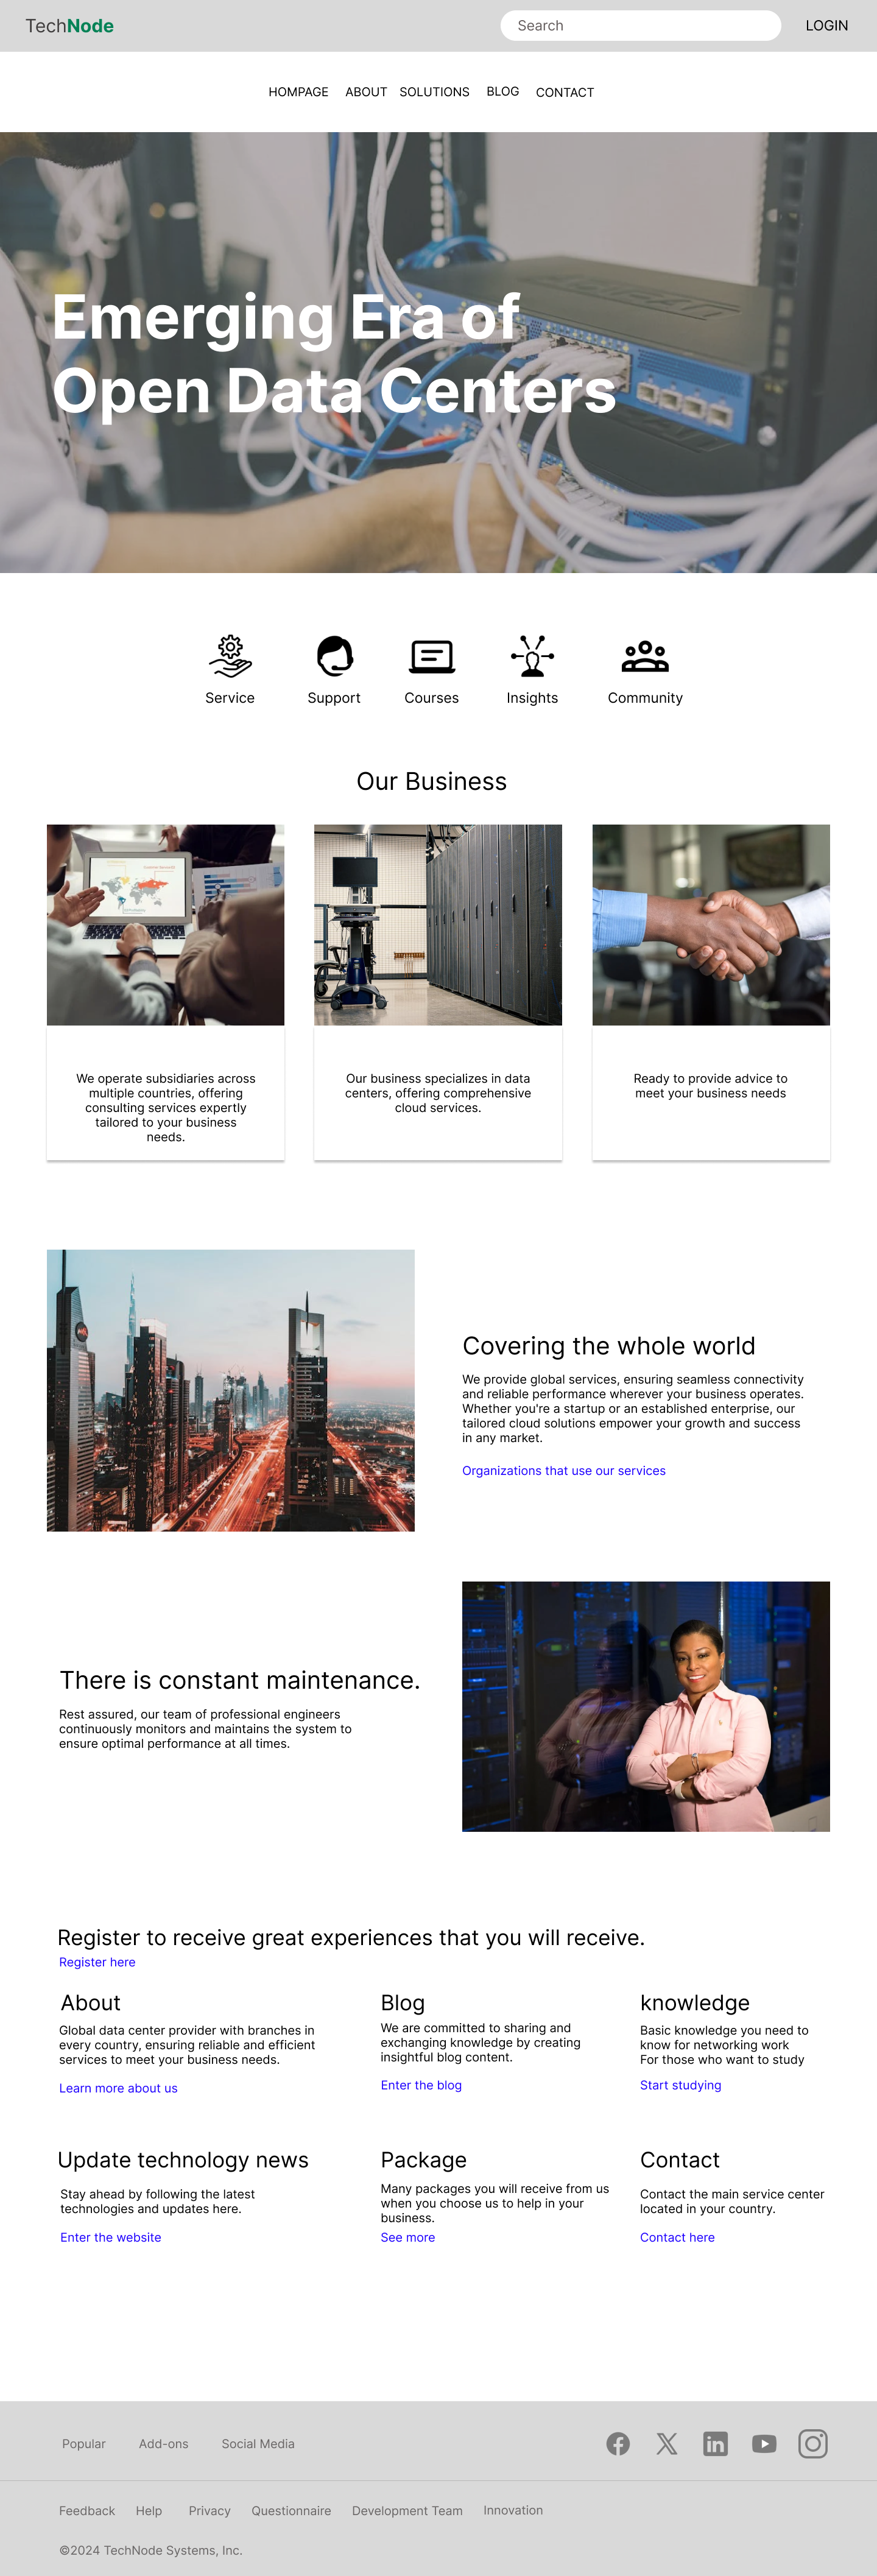 TechNode
Search
LOGIN
HOMPAGE ABOUT SOLUTIONS BLOG CONTACT
Emerging Era of
Open Data Centers
Service Support Courses Insights Community
Our Business
We operate subsidiaries across
multiple countries, offering
consulting services expertly
tailored to your business
needs.
Our business specializes in data
centers, offering comprehensive
cloud services.
Ready to provide advice to
meet your business needs
Covering the whole world
We provide global services, ensuring seamless connectivity
and reliable performance wherever your business operates.
Whether you're a startup or an established enterprise, our
tailored cloud solutions empower your growth and success
in any market.
Organizations that use our services
There is constant maintenance.
Rest assured, our team of professional engineers
continuously monitors and maintains the system to
ensure optimal performance at all times.
Register to receive great experiences that you will receive.
Register here
About
Global data center provider with branches in
every country, ensuring reliable and efficient
services to meet your business needs.
Learn more about us
Blog
We are committed to sharing and
exchanging knowledge by creating
insightful blog content.
Enter the blog
knowledge
Basic knowledge you need to
know for networking work
For those who want to study
Start studying
Update technology news
Stay ahead by following the latest
technologies and updates here.
Enter the website
Package
Many packages you will receive from us
when you choose us to help in your
business.
See more
Contact
Contact the main service center
located in your country.
Contact here
Popular Add-ons Social Media
Feedback Help Privacy Questionnaire Development Team Innovation
©2024 TechNode Systems, Inc.